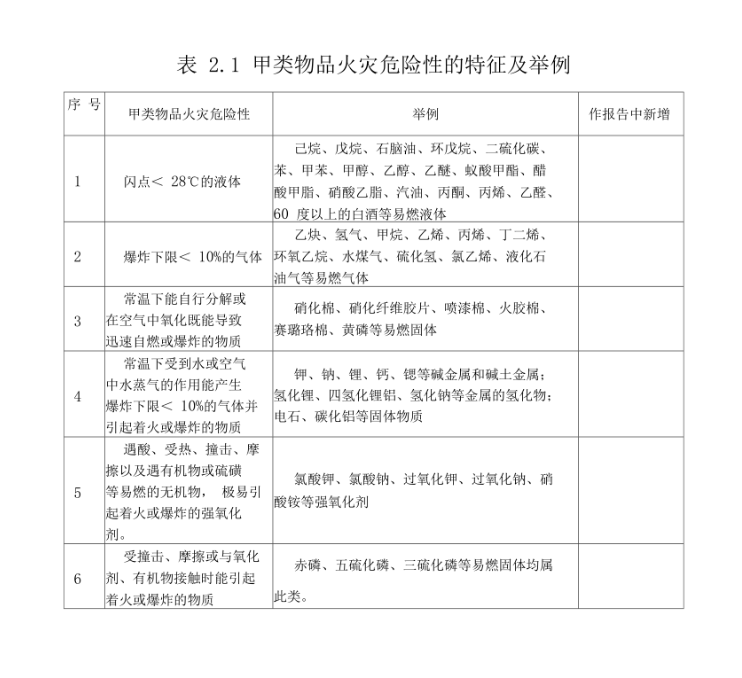 表 2.1 甲类物品火灾危险性的特征及举例
序 号
甲类物品火灾危险性
举例
作报告中新增
1
闪点＜ 28℃的液体
己烷、戊烷、石脑油、环戊烷、二硫化碳、
苯、甲苯、甲醇、乙醇、乙醚、蚁酸甲酯、醋
酸甲脂、硝酸乙脂、汽油、丙酮、丙烯、乙醛、
60 度以上的白酒等易燃液体
2
爆炸下限＜ 10%的气体
乙炔、氢气、甲烷、乙烯、丙烯、丁二烯、
环氧乙烷、水煤气、硫化氢、氯乙烯、液化石
油气等易燃气体
3
常温下能自行分解或
在空气中氧化既能导致
迅速自燃或爆炸的物质
硝化棉、硝化纤维胶片、喷漆棉、火胶棉、
赛璐珞棉、黄磷等易燃固体
4
常温下受到水或空气
中水蒸气的作用能产生
爆炸下限＜ 10%的气体并
引起着火或爆炸的物质
钾、钠、锂、钙、锶等碱金属和碱土金属；
氢化锂、四氢化锂铝、氢化钠等金属的氢化物；
电石、碳化铝等固体物质
5
遇酸、受热、撞击、摩
擦以及遇有机物或硫磺
等易燃的无机物， 极易引
起着火或爆炸的强氧化
剂。
氯酸钾、氯酸钠、过氧化钾、过氧化钠、硝
酸铵等强氧化剂
6
受撞击、摩擦或与氧化
剂、有机物接触时能引起
着火或爆炸的物质
赤磷、五硫化磷、三硫化磷等易燃固体均属
此类。